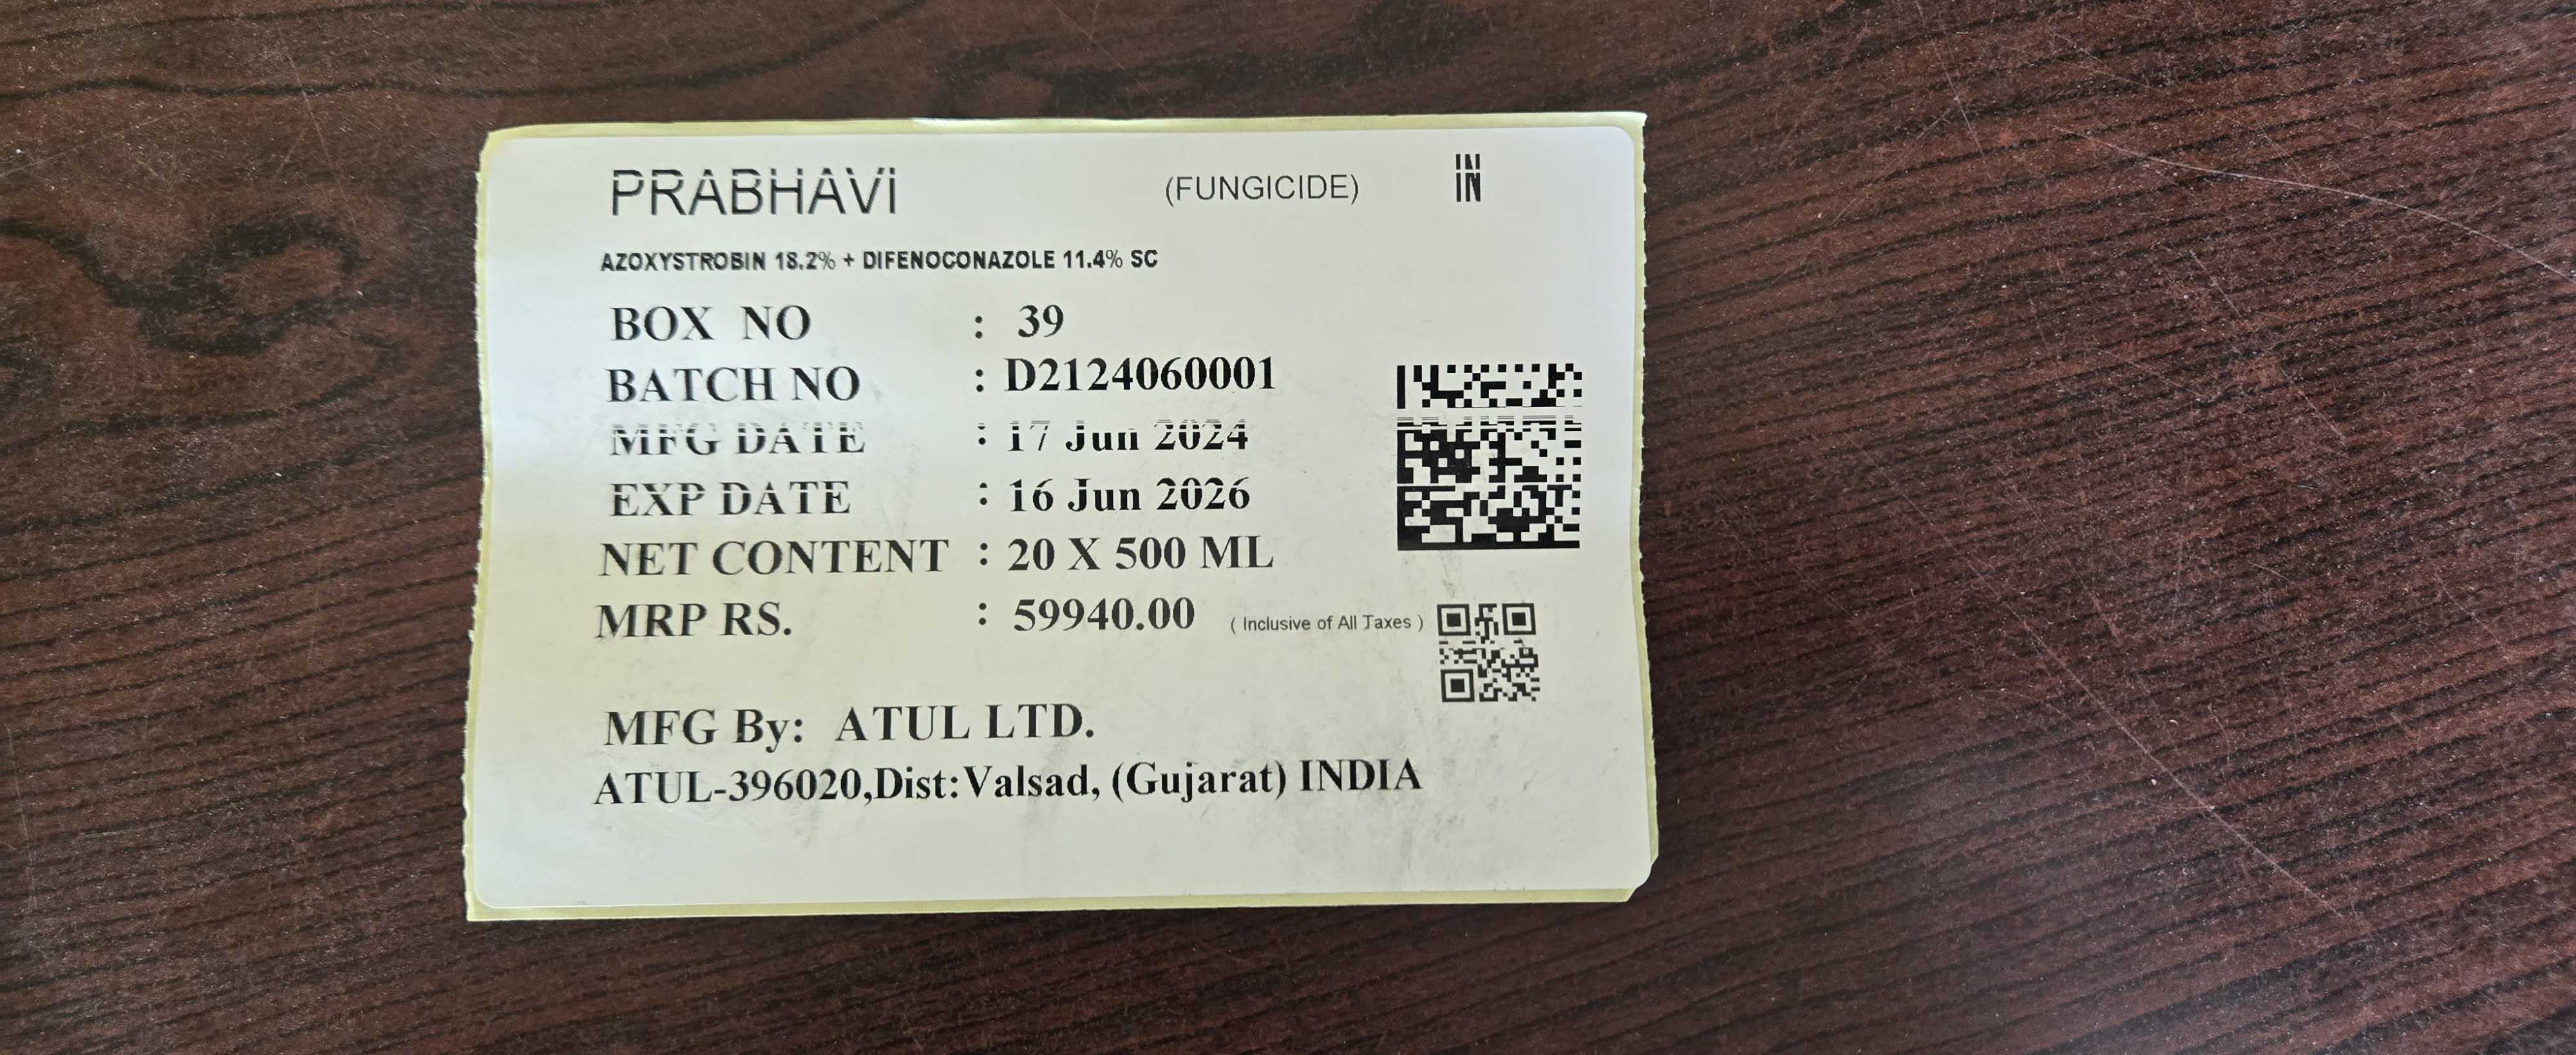 PRABHAVI (FUNGICIDE) IN
IN
AZOXYSTROBIN 18.2% + DIFENOCONAZOLE 11.4% SC
BOX NO : 39
BATCH NO : D2124060001
MFG DATE : 17 Jun 2024
EXP DATE : 16 Jun 2026
NET CONTENT : 20 X 500 ML
MRP RS. : 59940.00 ( Inclusive of All Taxes )
MFG By: ATUL LTD.
ATUL-396020,Dist:Valsad, (Gujarat) INDIA